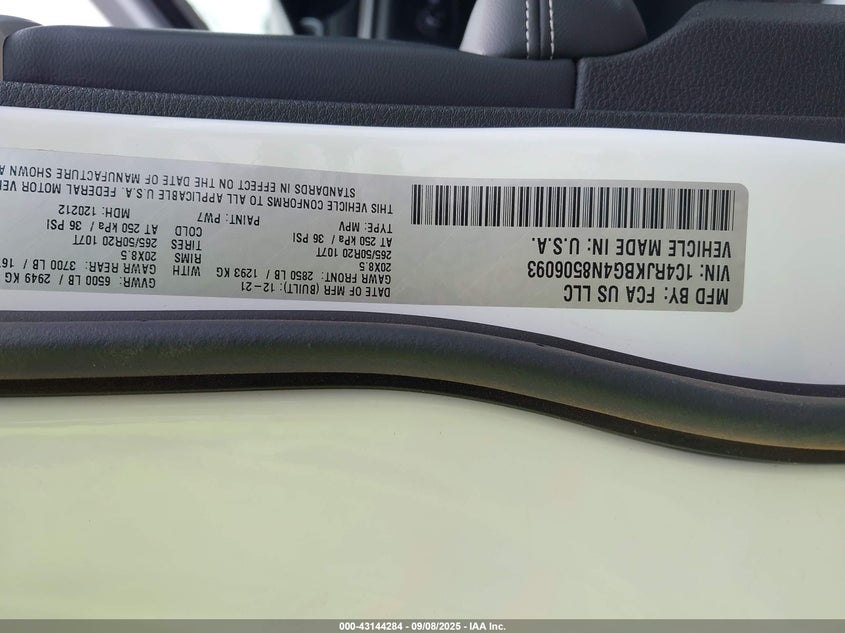 MFD BY: FCA US LLC
VIN: 1C4RJKBG4N8506093
VEHICLE MADE IN: U.S.A.
DATE OF MFR (BUILT): 12-21
GAWR FRONT: 2850 LB / 1293 KG WITH
20X8.5 RIMS
265/50R20 107T TIRES
AT 250 kPa / 36 PSI COLD
TYPE: MPV PAINT: PW7
GVWR: 6500 LB / 2949 KG
GAWR REAR: 3700 LB
20X8.5
265/50R20 107T
AT 250 kPa / 36 PSI
MDH: 120212
THIS VEHICLE CONFORMS TO ALL APPLICABLE U.S.A. FEDERAL MOTOR
STANDARDS IN EFFECT ON THE DATE OF MANUFACTURE SHOWN
000-43144284 - 09/08/2025 - IAA Inc.